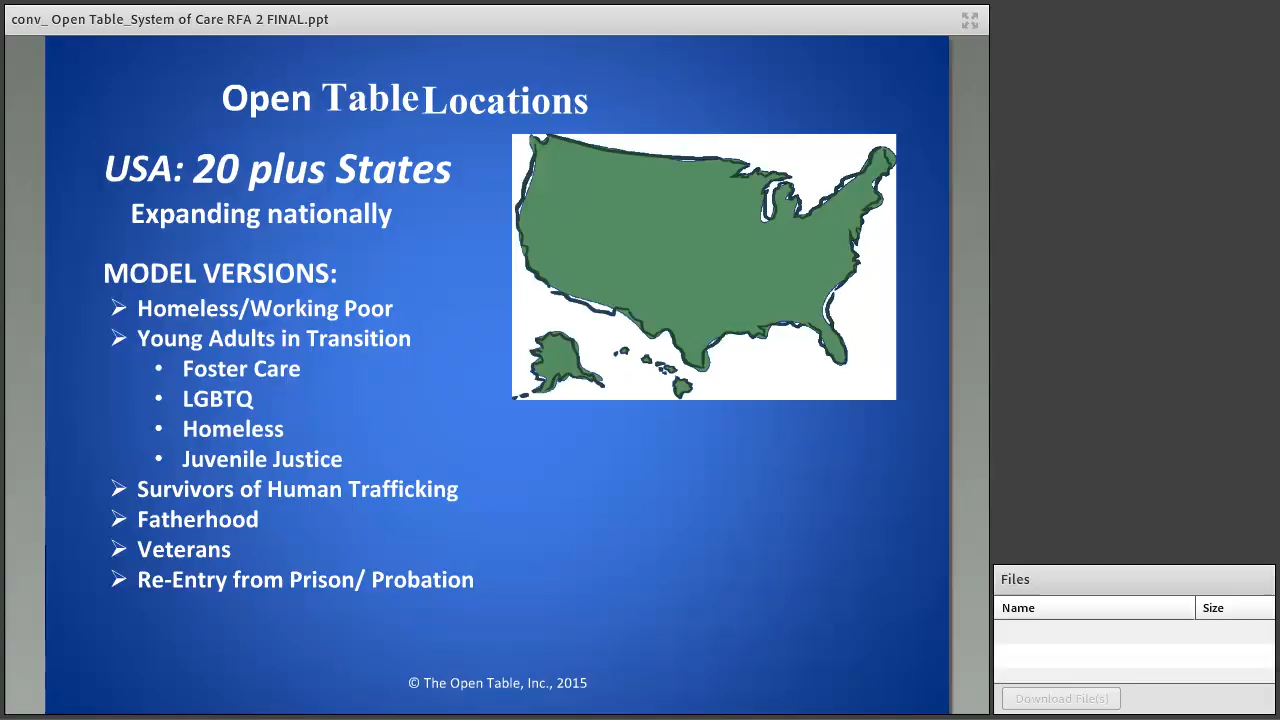 conv_ Open Table_System of Care RFA 2 FINAL.ppt
Open Table Locations
USA: 20 plus States
Expanding nationally
MODEL VERSIONS:
➢ Homeless/Working Poor
➢ Young Adults in Transition
• Foster Care
• LGBTQ
• Homeless
• Juvenile Justice
➢ Survivors of Human Trafficking
➢ Fatherhood
➢ Veterans
➢ Re-Entry from Prison/ Probation
© The Open Table, Inc., 2015
Files
Name Size
Download File(s)